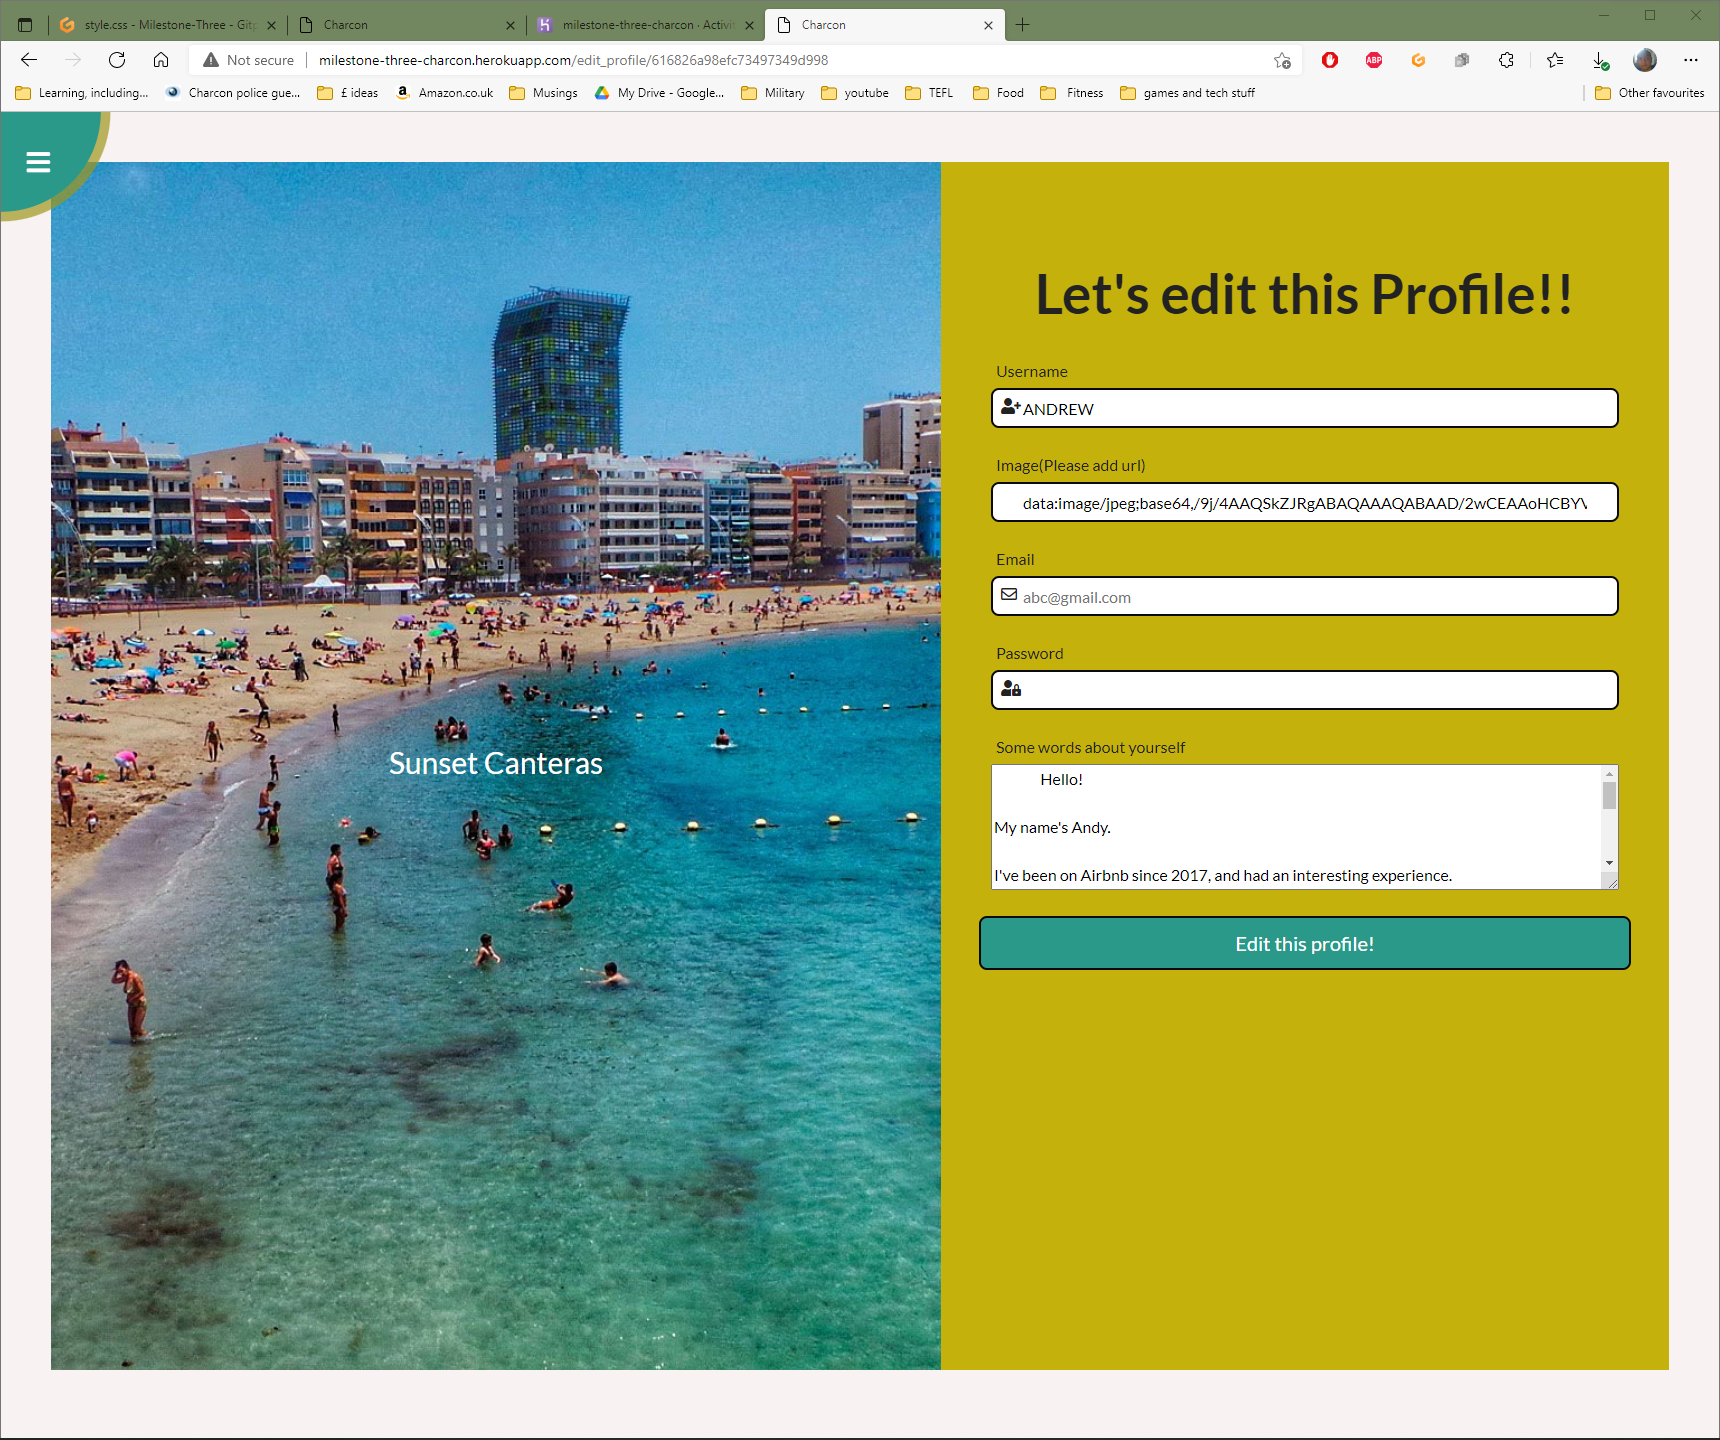 style.css - Milestone-Three - Gitp
Charcon
milestone-three-charcon · Activit
Charcon
Not secure
milestone-three-charcon.herokuapp.com/edit_profile/616826a98efc73497349d998
ABP
Learning, including...
Charcon police gue...
£ ideas
Amazon.co.uk
Musings
My Drive - Google...
Military
youtube
TEFL
Food
Fitness
games and tech stuff
Other favourites
Let's edit this Profile!!
Username
ANDREW
Image(Please add url)
data:image/jpeg;base64,/9j/4AAQSkZJRgABAQAAAQABAAD/2wCEAAoHCBYV
Email
abc@gmail.com
Password
Some words about yourself
Hello!
My name's Andy.
I've been on Airbnb since 2017, and had an interesting experience.
Edit this profile!
Sunset Canteras